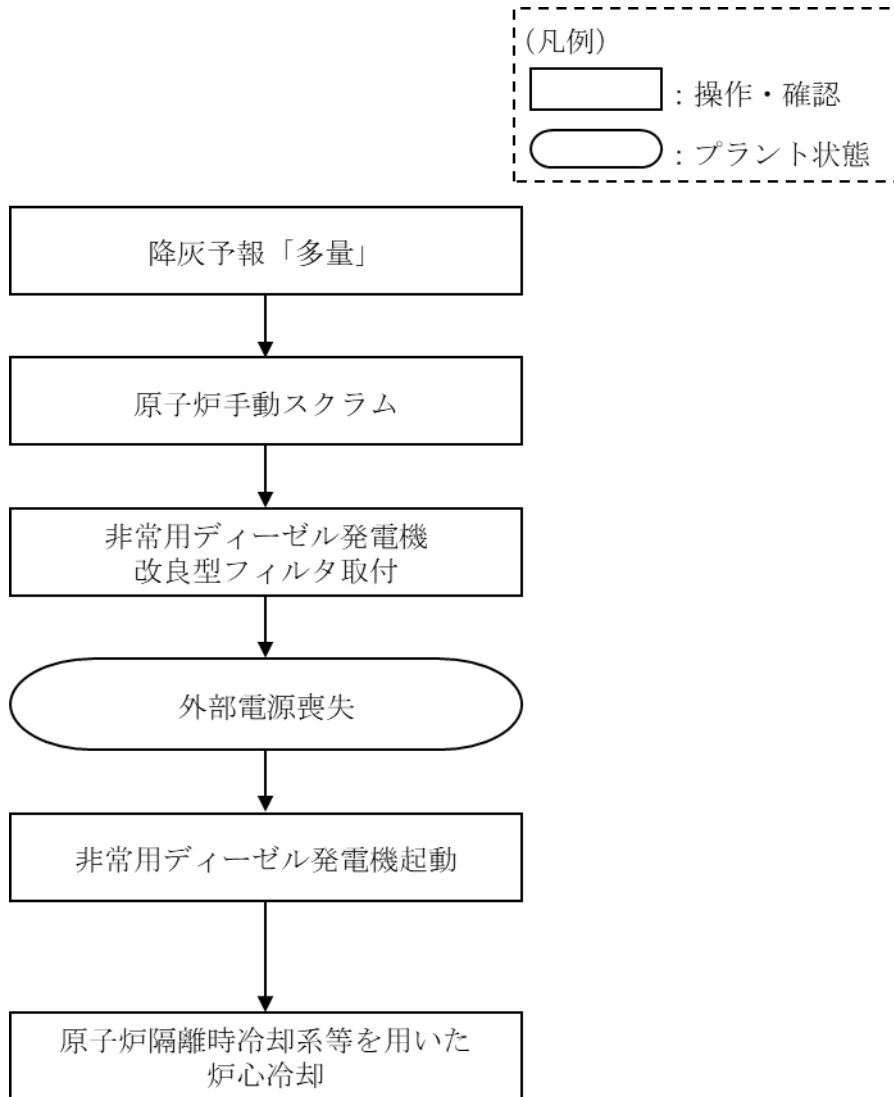 (凡例)
：操作・確認
：プラント状態
降灰予報「多量」
原子炉手動スクラム
非常用ディーゼル発電機
改良型フィルタ取付
外部電源喪失
非常用ディーゼル発電機起動
原子炉隔離時冷却系等を用いた
炉心冷却